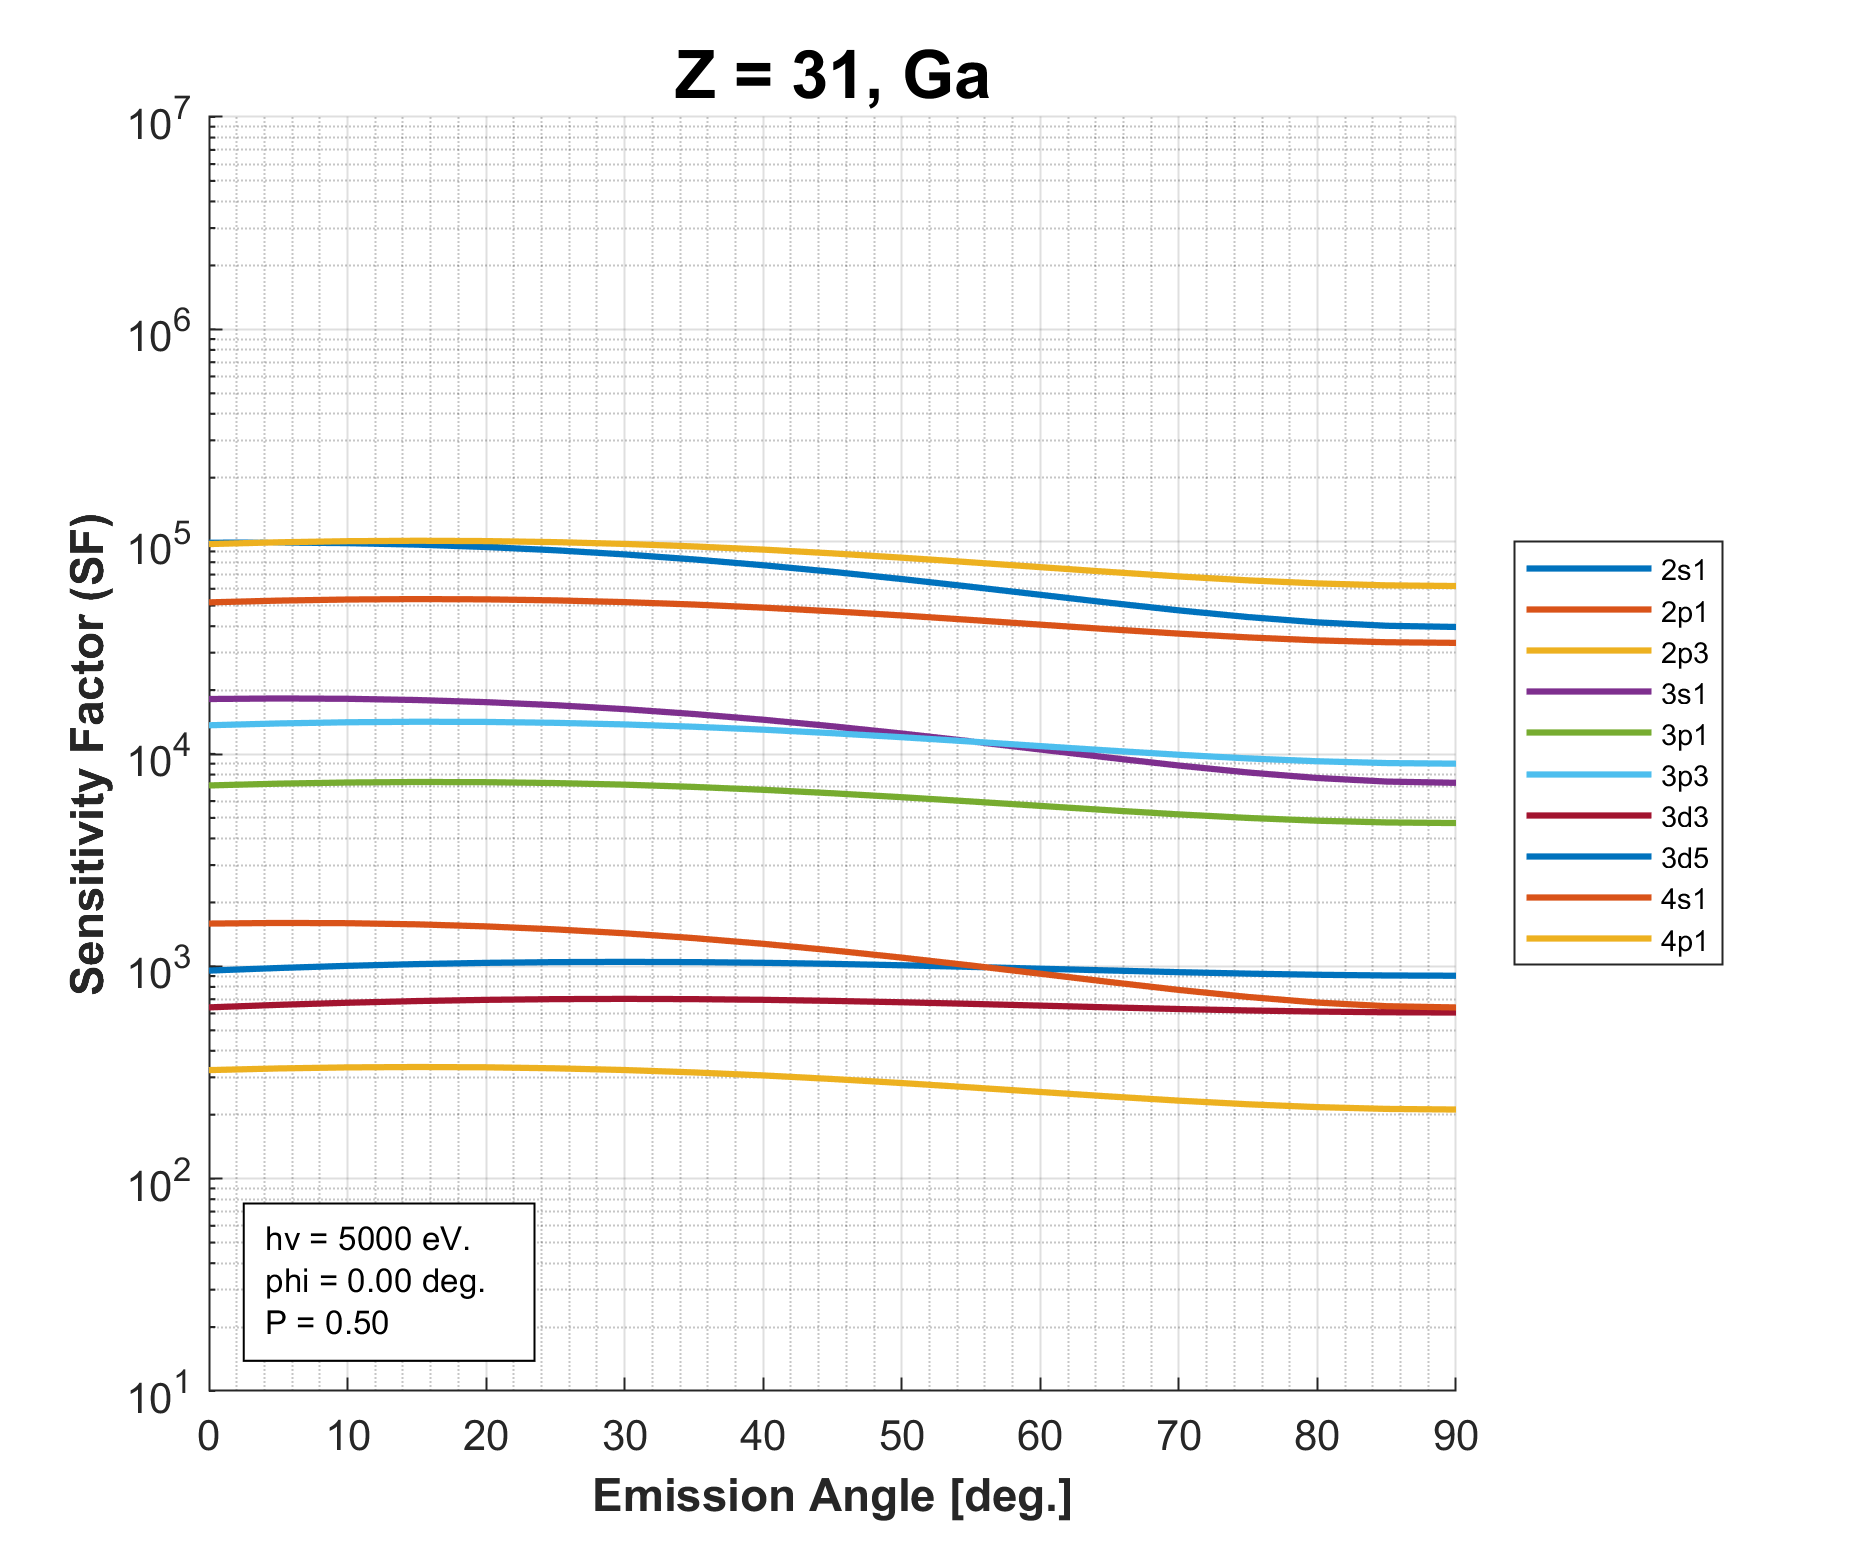 Z = 31, Ga
Sensitivity Factor (SF)
10^7
10^6
10^5
10^4
10^3
10^2
10^1
0 10 20 30 40 50 60 70 80 90
Emission Angle [deg.]
hv = 5000 eV.
phi = 0.00 deg.
P = 0.50
2s1
2p1
2p3
3s1
3p1
3p3
3d3
3d5
4s1
4p1